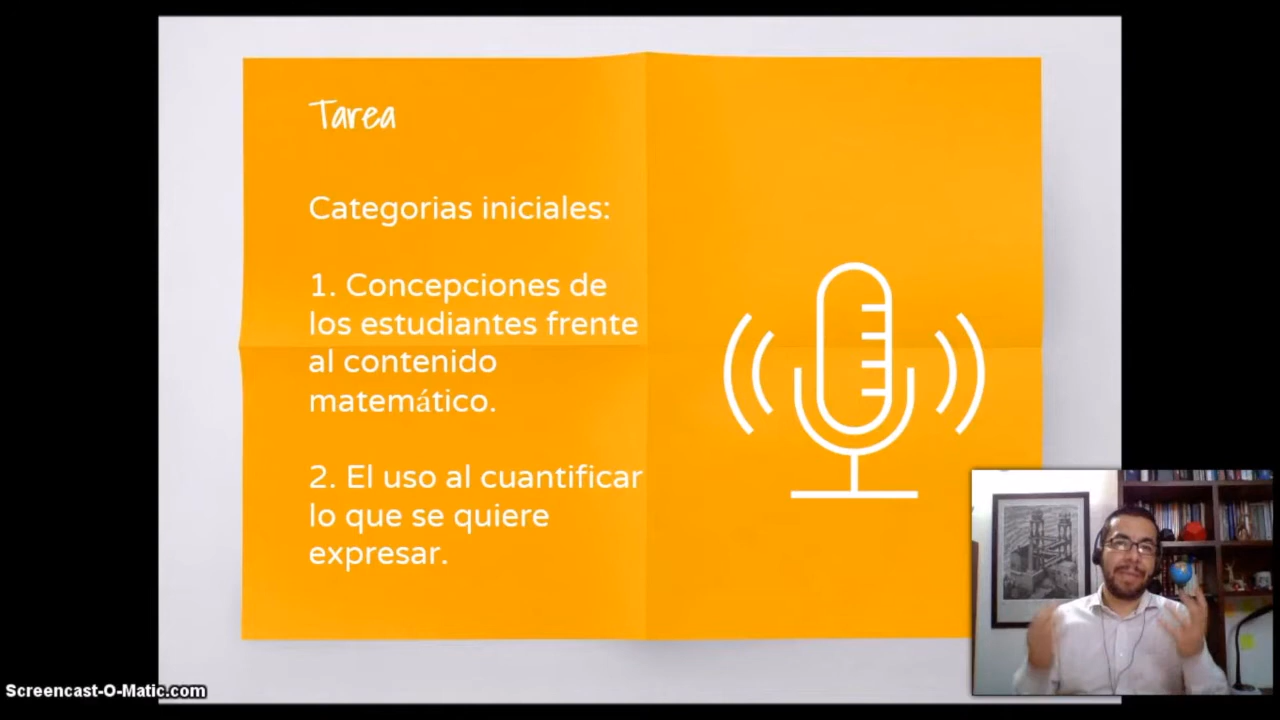 Tarea
Categorias iniciales:
1. Concepciones de
los estudiantes frente
al contenido
matemático.
2. El uso al cuantificar
lo que se quiere
expresar.
Screencast-O-Matic.com